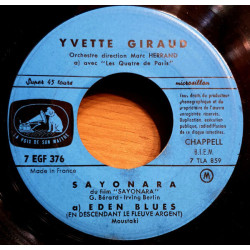 YVETTE GIRAUD
Orchestre direction Marc HERRAND
a) avec "Les Quatre de Paris"
Super 45 tours
microsillon
LA VOIX DE SON MAITRE
CHAPPELL
B.I.E.M.
7 EGF 376
7 TLA 859
Made in France
M
SAYONARA
du film "SAYONARA"
G. Bérard - Irving Berlin
a) EDEN BLUES
(EN DESCENDANT LE FLEUVE ARGENT)
Moustaki